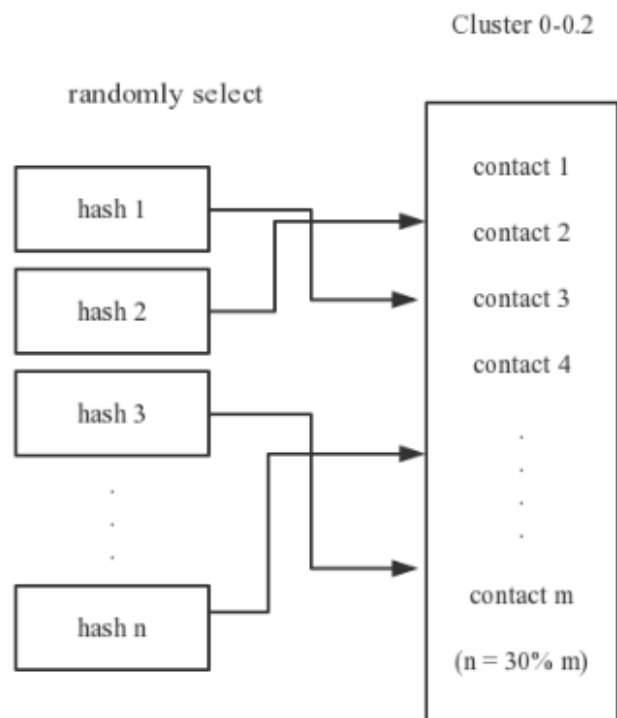 Cluster 0-0.2
randomly select
hash 1
hash 2
hash 3
.
.
.
hash n
contact 1
contact 2
contact 3
contact 4
.
.
.
.
contact m
(n = 30% m)